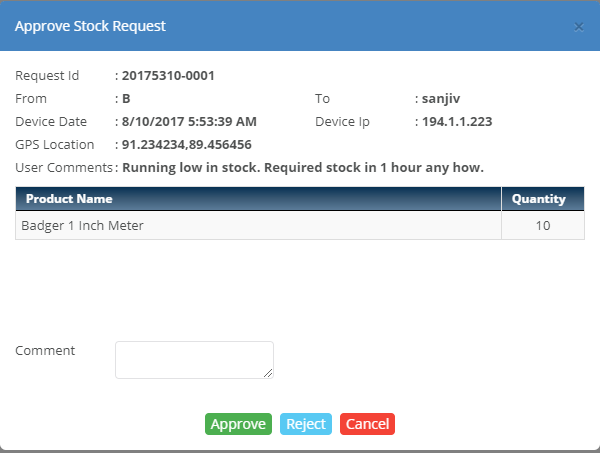 Approve Stock Request ×
Request Id : 20175310-0001
From : B To : sanjiv
Device Date : 8/10/2017 5:53:39 AM Device Ip : 194.1.1.223
GPS Location : 91.234234,89.456456
User Comments : Running low in stock. Required stock in 1 hour any how.
Product Name Quantity
Badger 1 Inch Meter 10
Comment
Approve Reject Cancel